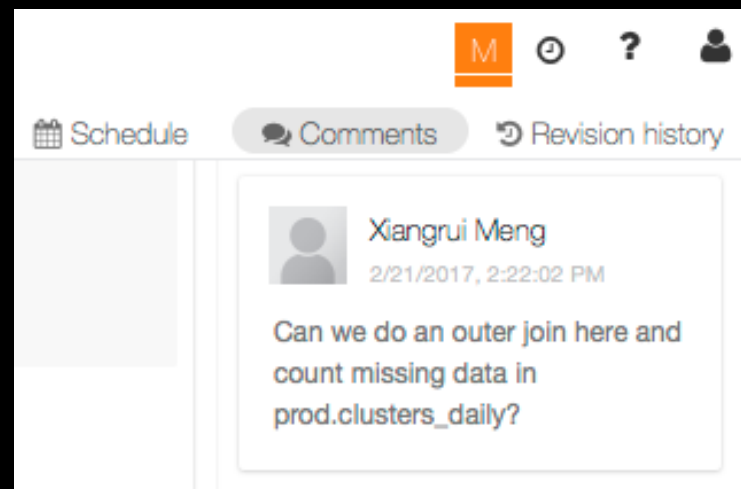 M ?
Schedule Comments Revision history
Xiangrui Meng
2/21/2017, 2:22:02 PM
Can we do an outer join here and
count missing data in
prod.clusters_daily?